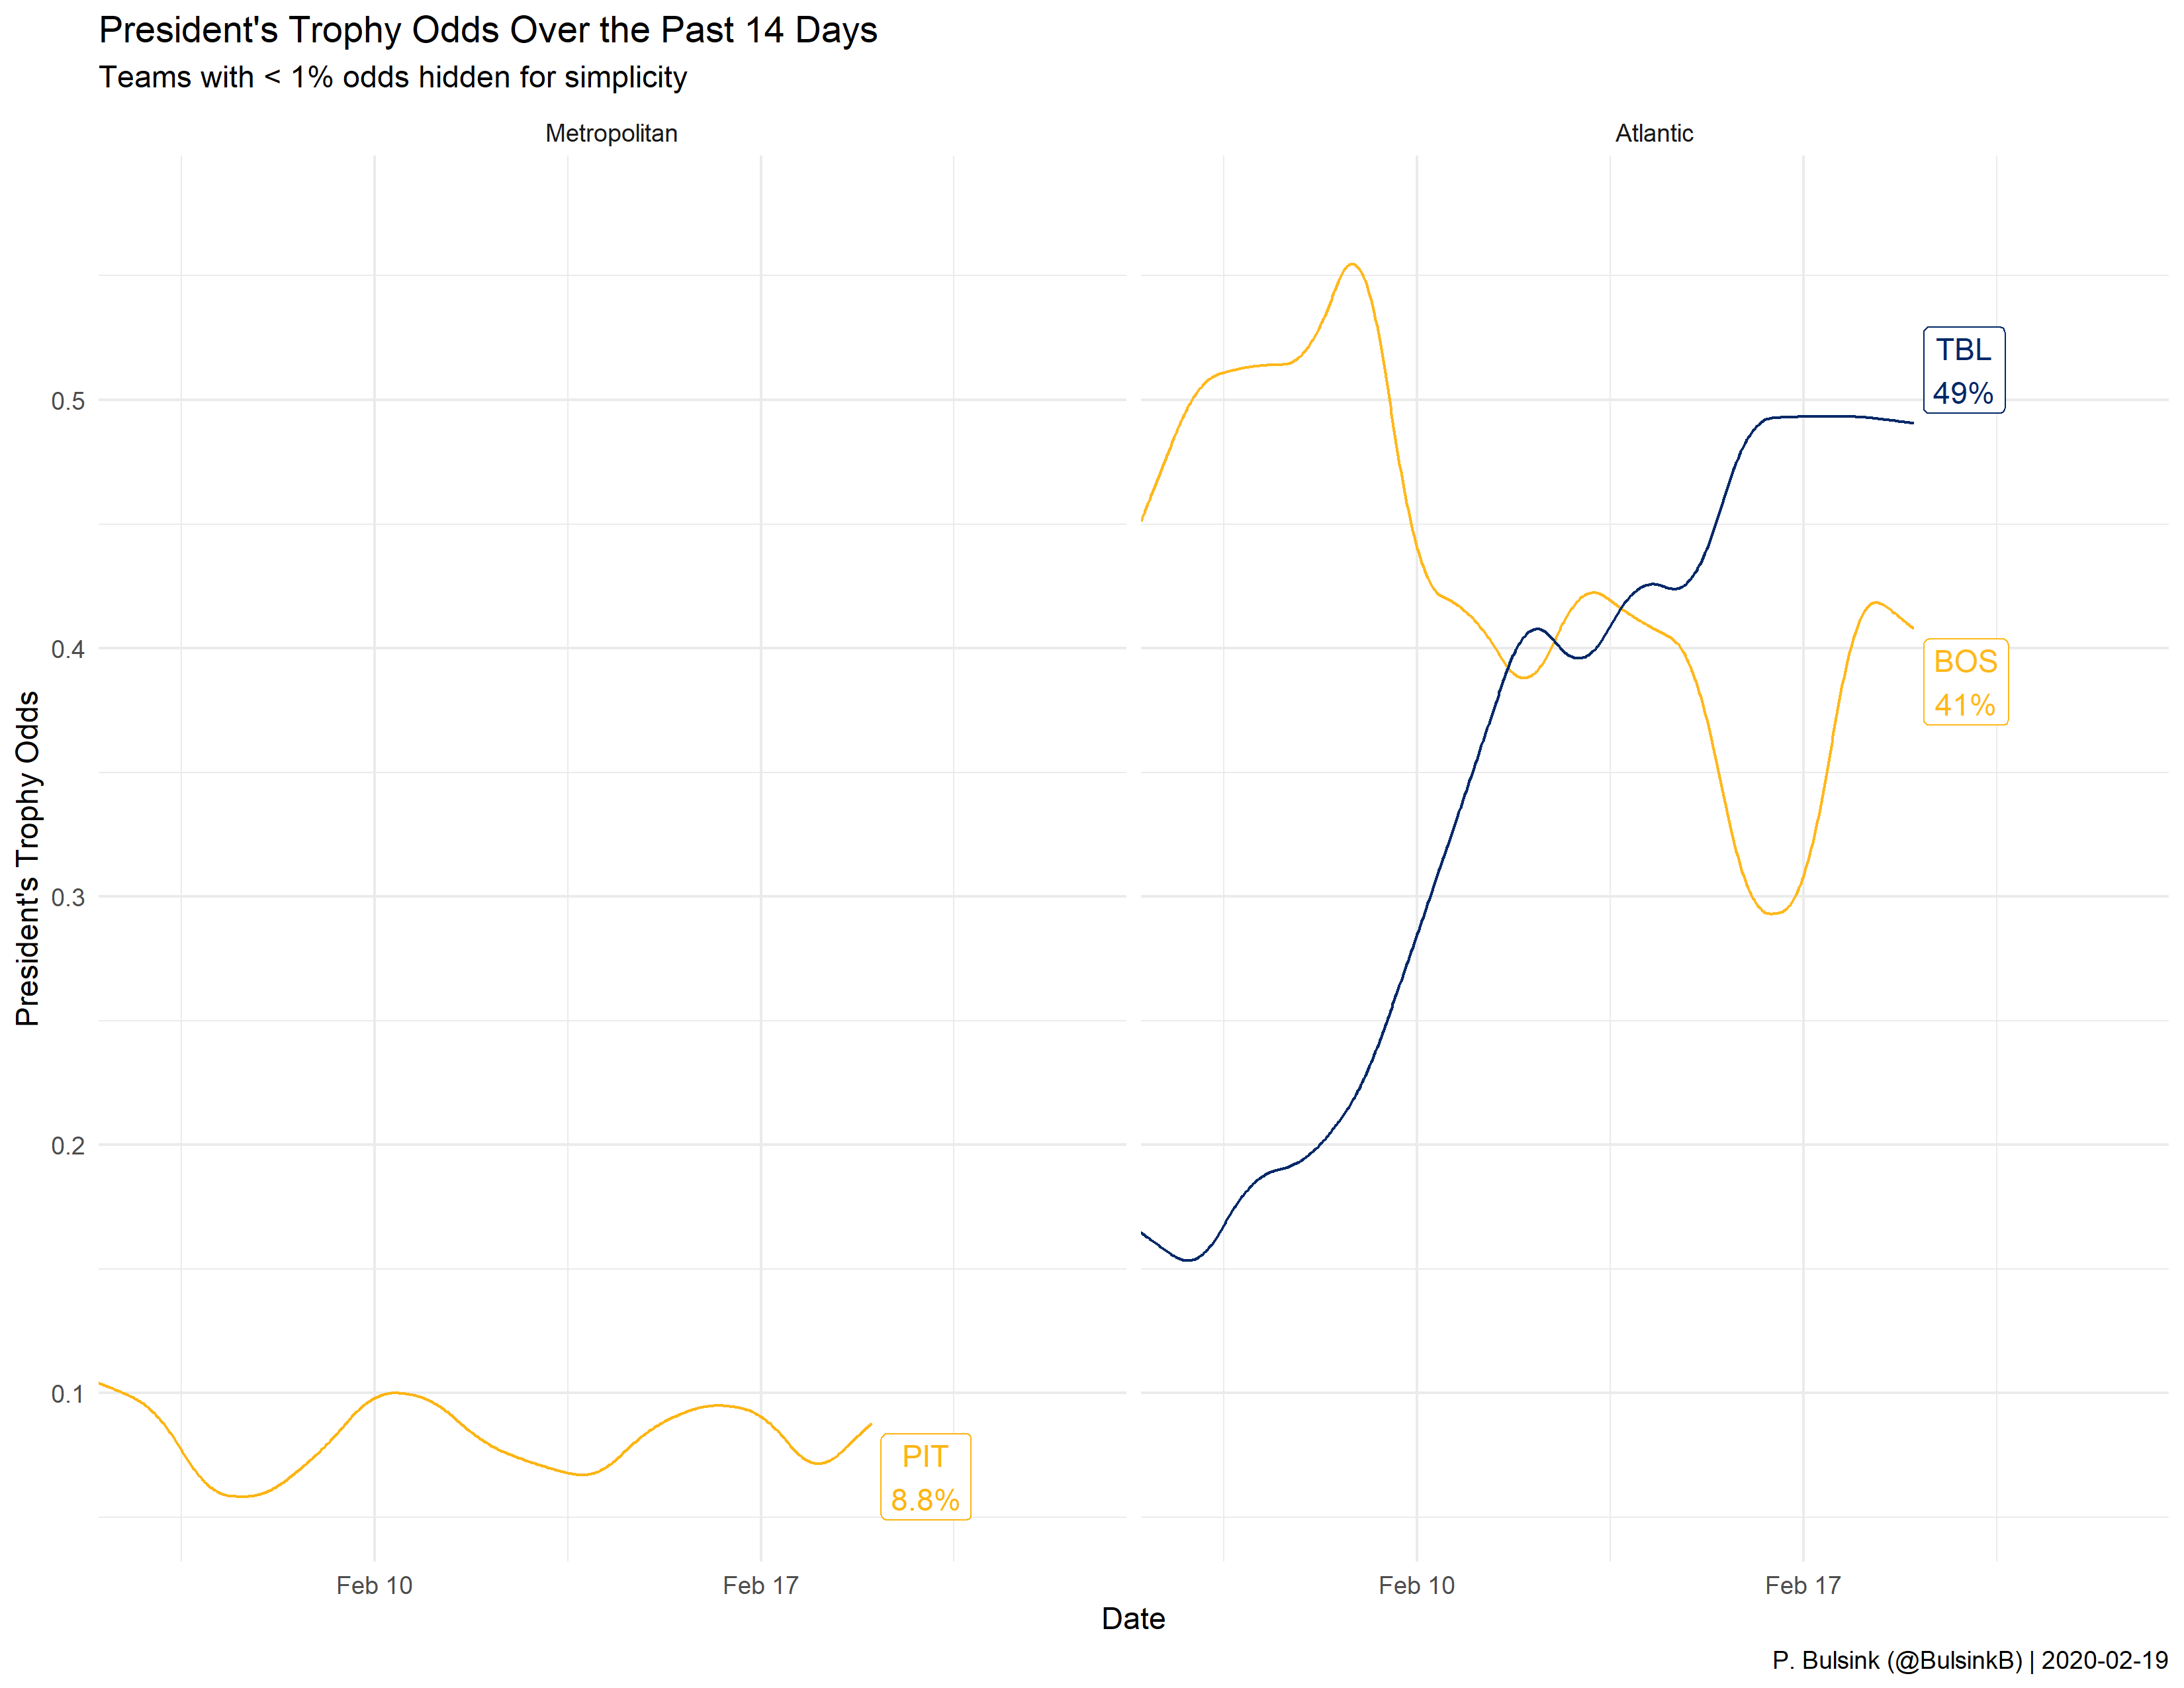 President's Trophy Odds Over the Past 14 Days
Teams with < 1% odds hidden for simplicity
Metropolitan
Atlantic
President's Trophy Odds
0.5
0.4
0.3
0.2
0.1
TBL
49%
BOS
41%
PIT
8.8%
Feb 10
Feb 17
Feb 10
Feb 17
Date
P. Bulsink (@BulsinkB) | 2020-02-19